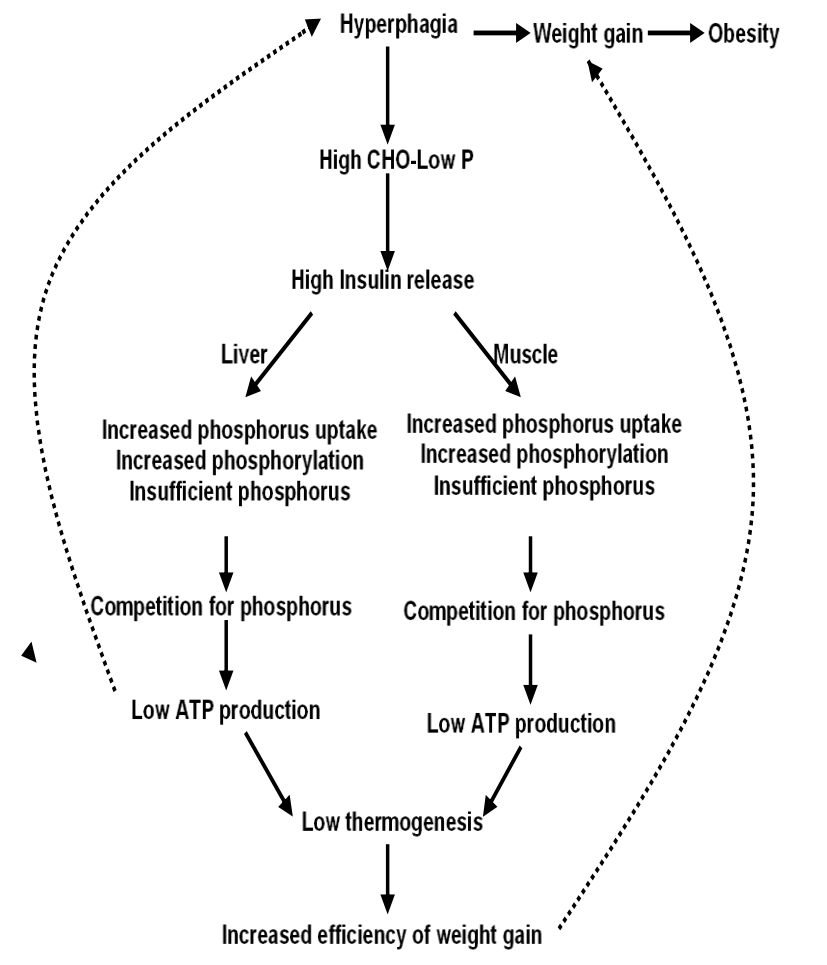 Hyperphagia
Weight gain
Obesity
High CHO-Low P
High Insulin release
Liver
Muscle
Increased phosphorus uptake
Increased phosphorylation
Insufficient phosphorus
Increased phosphorus uptake
Increased phosphorylation
Insufficient phosphorus
Competition for phosphorus
Competition for phosphorus
Low ATP production
Low ATP production
Low thermogenesis
Increased efficiency of weight gain